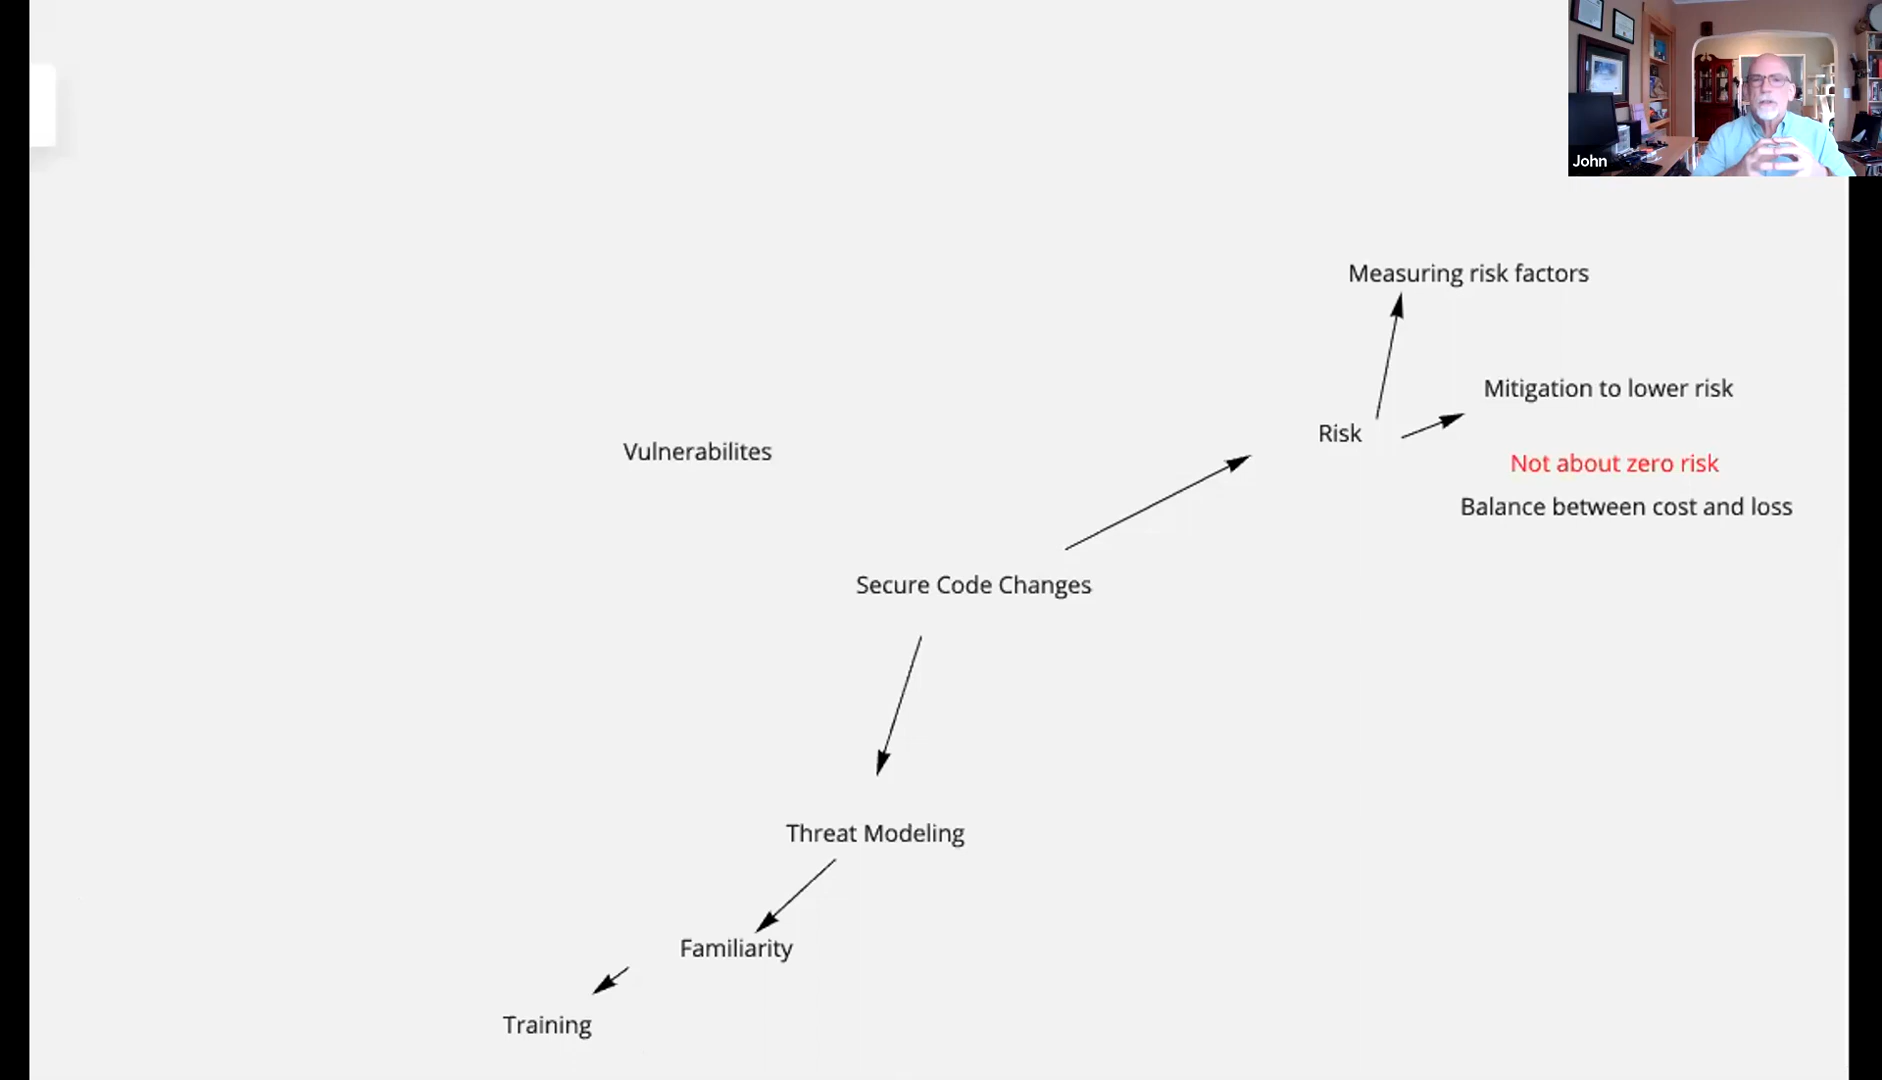 John
Measuring risk factors
Mitigation to lower risk
Risk
Vulnerabilites
Not about zero risk
Balance between cost and loss
Secure Code Changes
Threat Modeling
Familiarity
Training